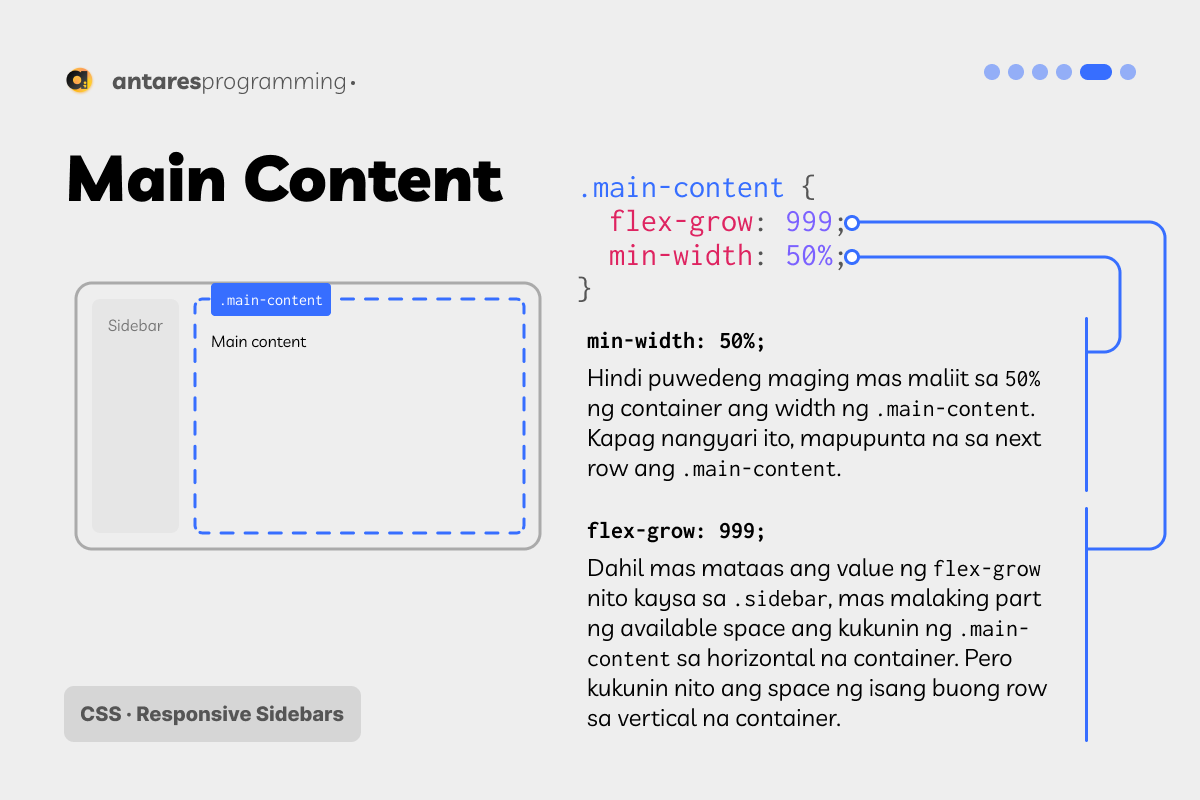 antaresprogramming·
Main Content
.main-content {
flex-grow: 999;
min-width: 50%;
}
.main-content
Sidebar
Main content
min-width: 50%;
Hindi puwedeng maging mas maliit sa 50%
ng container ang width ng .main-content.
Kapag nangyari ito, mapupunta na sa next
row ang .main-content.
flex-grow: 999;
Dahil mas mataas ang value ng flex-grow
nito kaysa sa .sidebar, mas malaking part
ng available space ang kukunin ng .main-
content sa horizontal na container. Pero
kukunin nito ang space ng isang buong row
sa vertical na container.
CSS · Responsive Sidebars